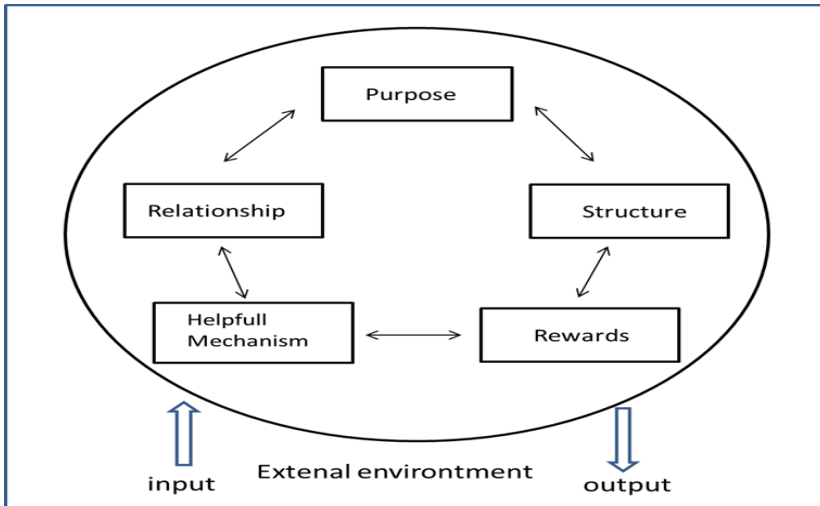 Purpose
Relationship
Structure
Helpfull
Mechanism
Rewards
input
Extenal environtment
output